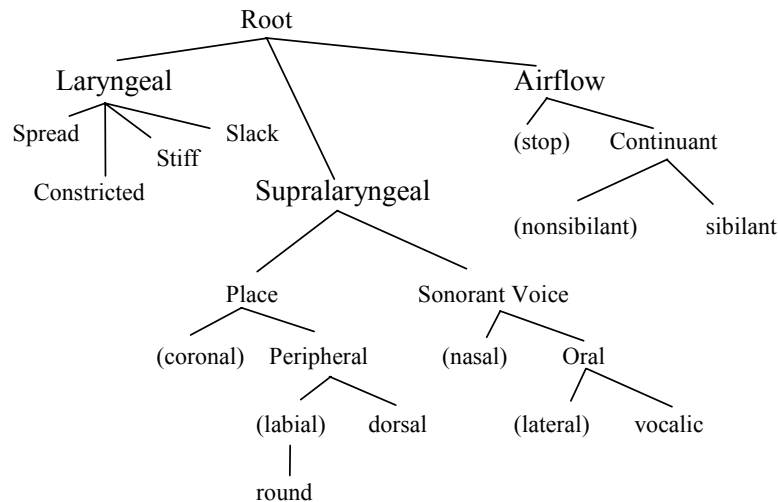 Root
Laryngeal
Airflow
Spread
Slack
(stop)
Continuant
Stiff
Constricted
Supralaryngeal
(nonsibilant)
sibilant
Place
Sonorant Voice
(coronal)
Peripheral
(nasal)
Oral
(labial)
dorsal
(lateral)
vocalic
round